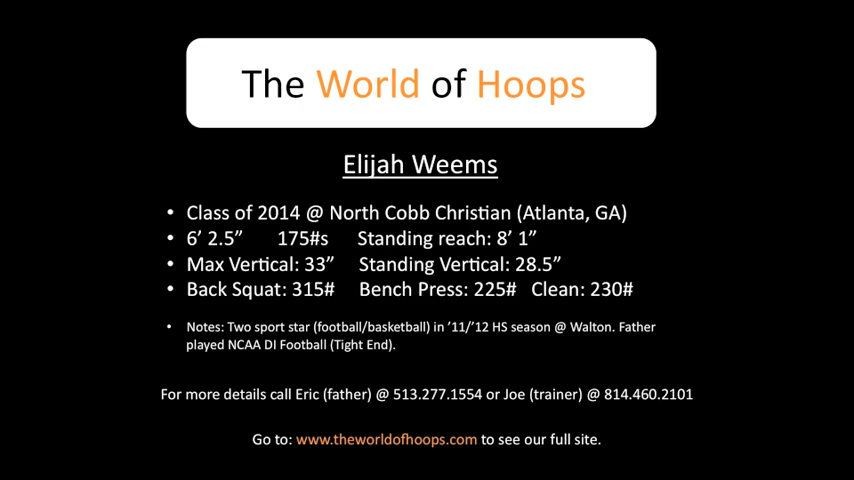 The World of Hoops
Elijah Weems
• Class of 2014 @ North Cobb Christian (Atlanta, GA)
• 6’ 2.5” 175#s Standing reach: 8’ 1”
• Max Vertical: 33” Standing Vertical: 28.5”
• Back Squat: 315# Bench Press: 225# Clean: 230#
• Notes: Two sport star (football/basketball) in ’11/’12 HS season @ Walton. Father
played NCAA DI Football (Tight End).
For more details call Eric (father) @ 513.277.1554 or Joe (trainer) @ 814.460.2101
Go to: www.theworldofhoops.com to see our full site.